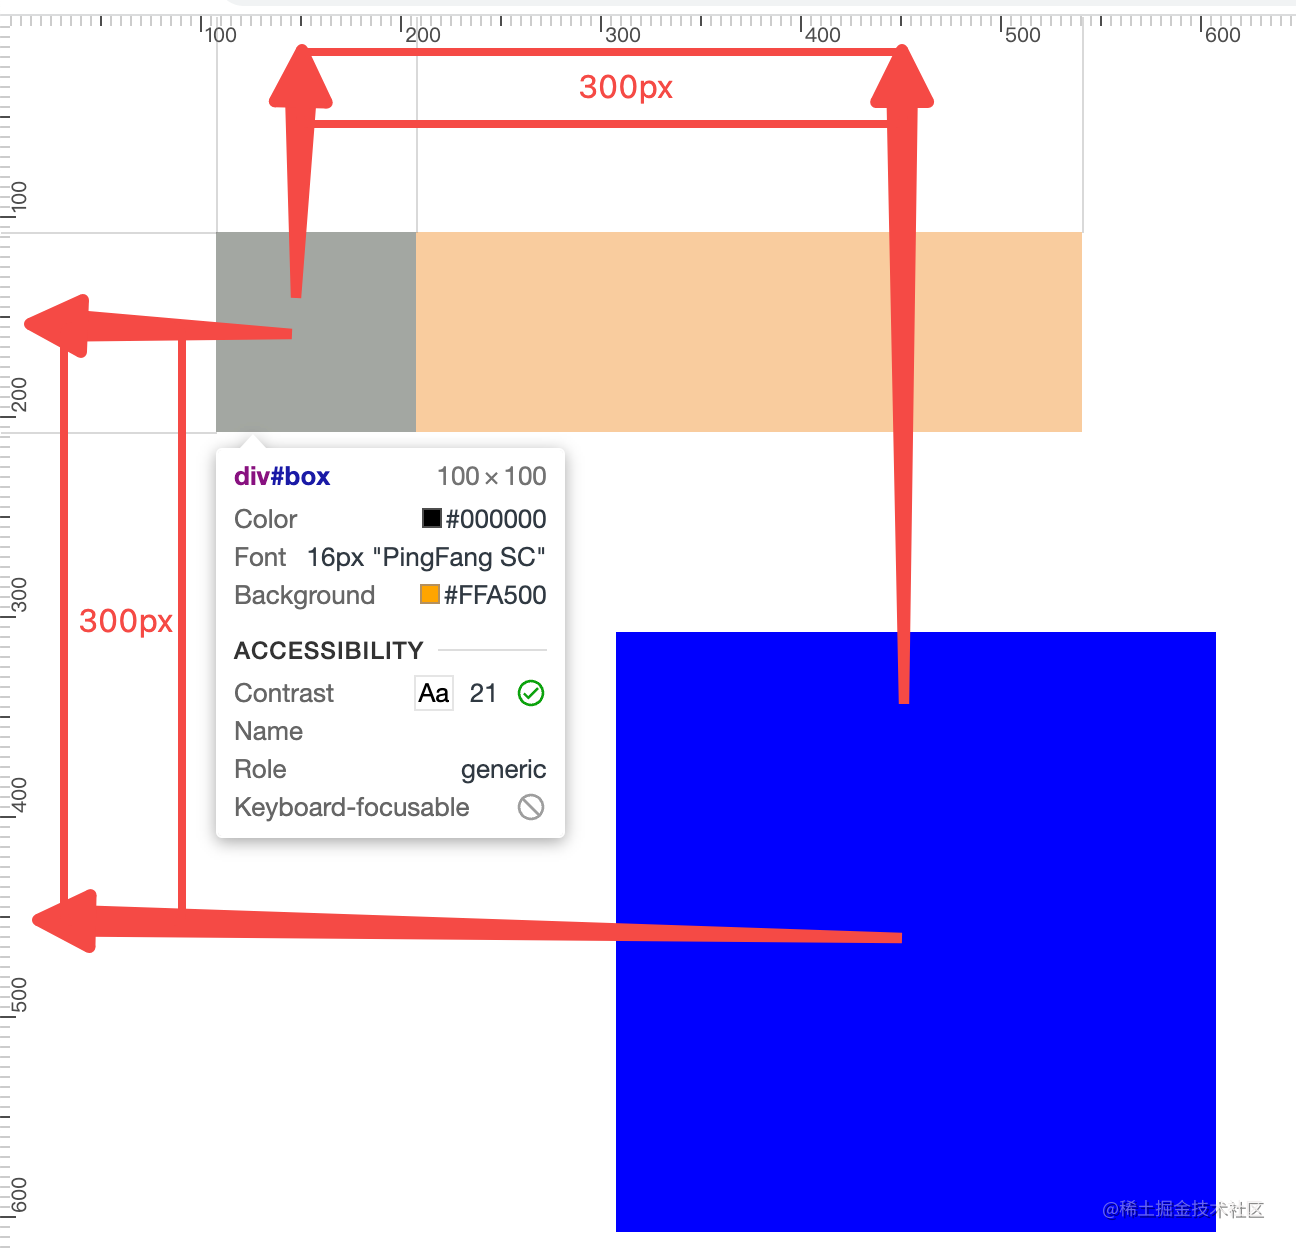 100 200 300 400 500 600
300px
100
200
300
400
500
600
300px
div#box 100 × 100
Color #000000
Font 16px "PingFang SC"
Background #FFA500
ACCESSIBILITY
Contrast Aa 21
Name
Role generic
Keyboard-focusable
@稀土掘金技术社区